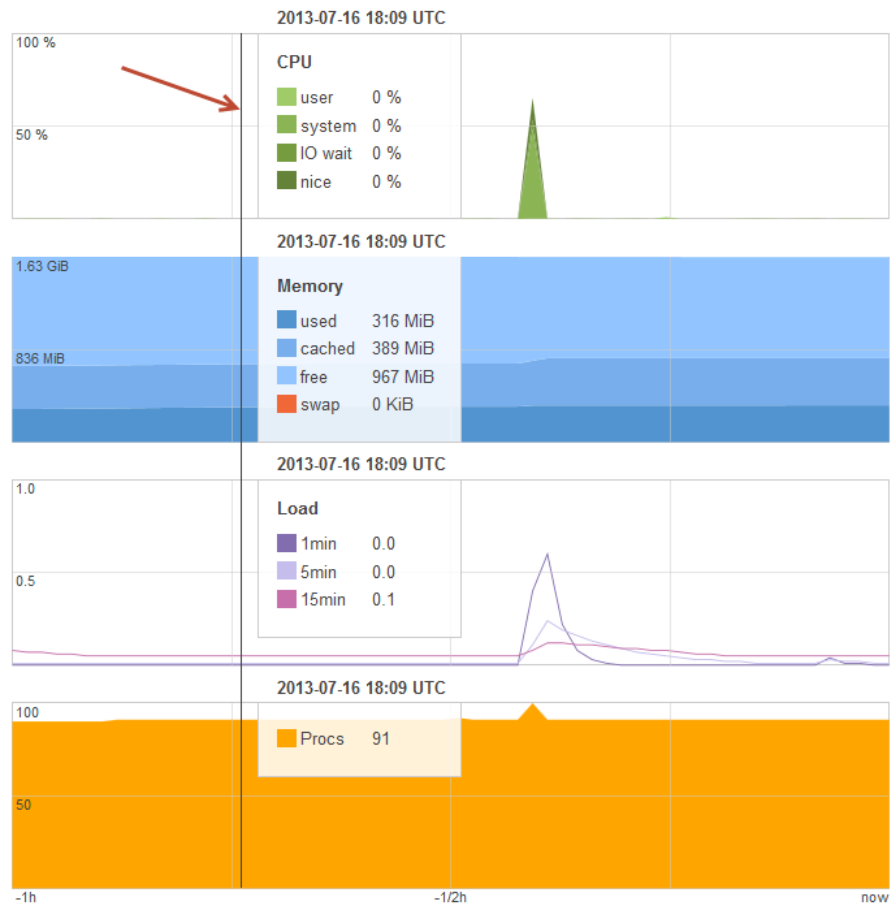 2013-07-16 18:09 UTC
100 %
CPU
user 0 %
system 0 %
50 %
IO wait 0 %
nice 0 %
2013-07-16 18:09 UTC
1.63 GiB
Memory
used 316 MiB
cached 389 MiB
836 MiB
free 967 MiB
swap 0 KiB
2013-07-16 18:09 UTC
1.0
Load
1min 0.0
5min 0.0
0.5
15min 0.1
2013-07-16 18:09 UTC
100
Procs 91
50
-1h -1/2h now